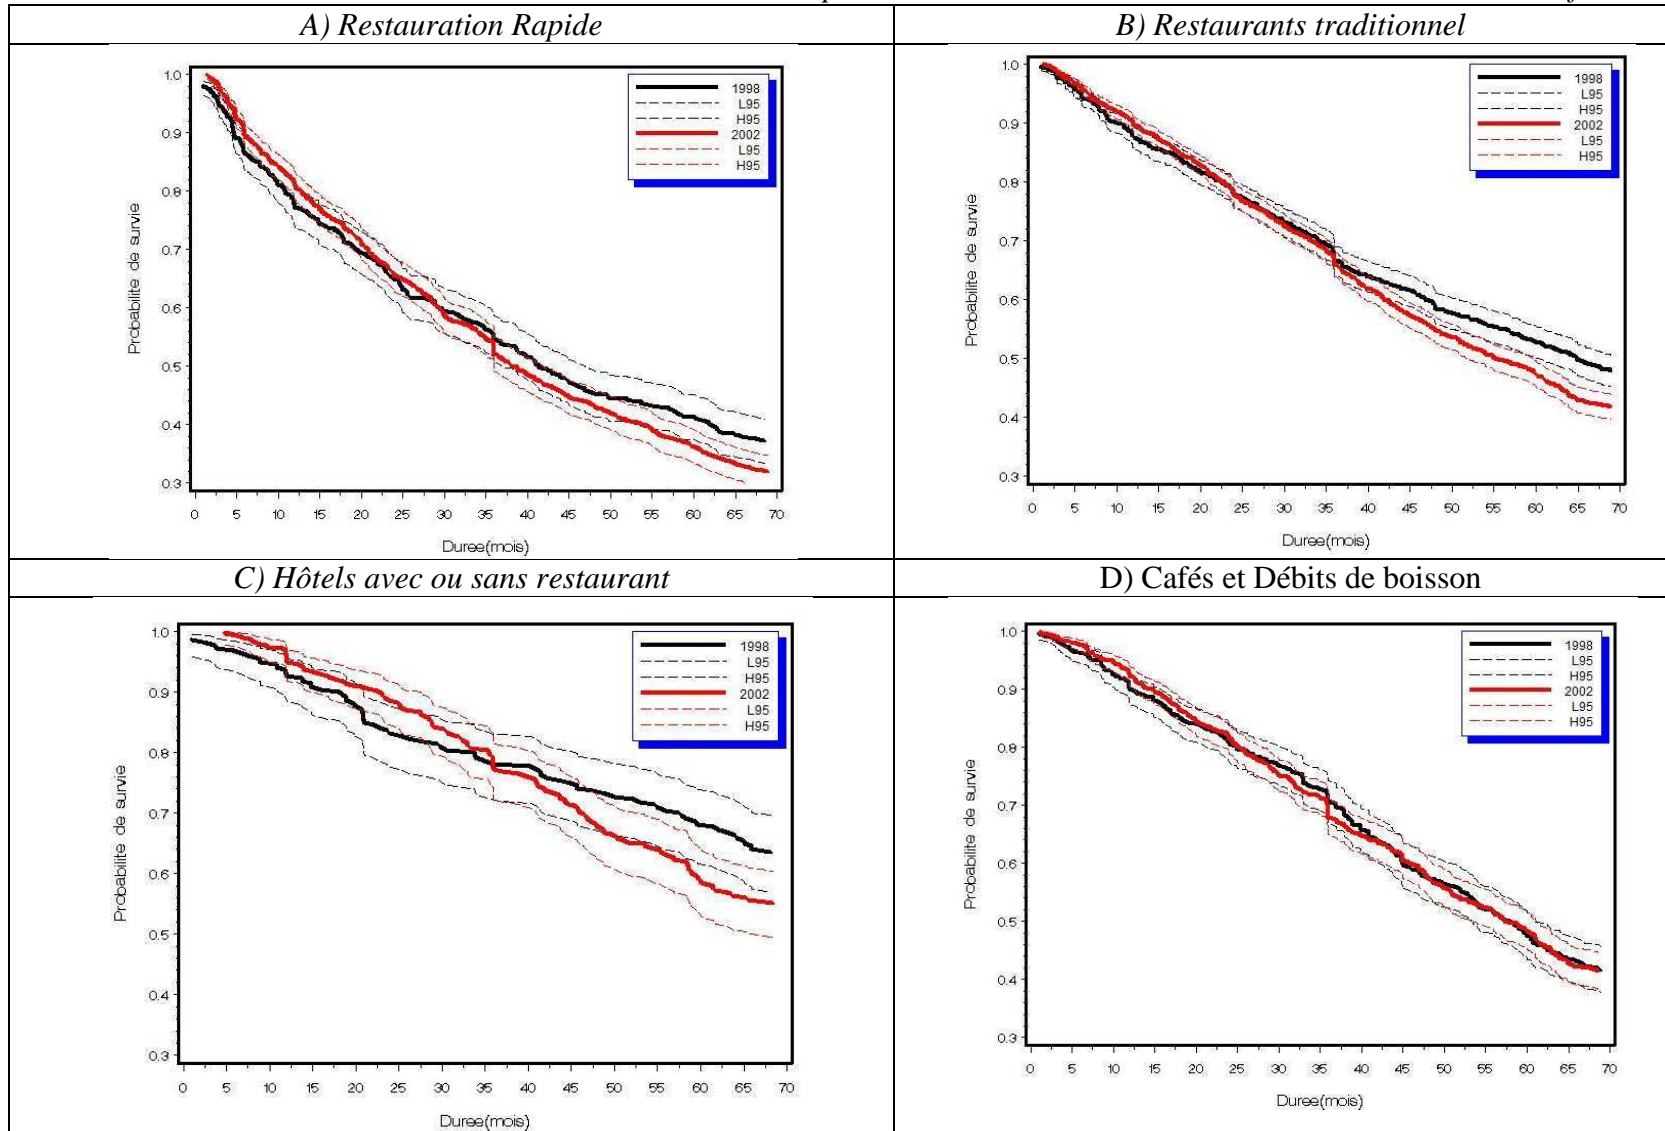 A) Restauration Rapide
B) Restaurants traditionnel
1.0
0.9
0.8
0.7
0.6
0.5
0.4
0.3
Probabilite de survie
1998
L95
H95
2002
L95
H95
0 5 10 15 20 25 30 35 40 45 50 55 60 65 70
Duree(mois)
1.0
0.9
0.8
0.7
0.6
0.5
0.4
0.3
Probabilite de survie
1998
L95
H95
2002
L95
H95
0 5 10 15 20 25 30 35 40 45 50 55 60 65 70
Duree(mois)
C) Hôtels avec ou sans restaurant
D) Cafés et Débits de boisson
1.0
0.9
0.8
0.7
0.6
0.5
0.4
0.3
Probabilite de survie
1998
L95
H95
2002
L95
H95
0 5 10 15 20 25 30 35 40 45 50 55 60 65 70
Duree(mois)
1.0
0.9
0.8
0.7
0.6
0.5
0.4
0.3
Probabilite de survie
1998
L95
H95
2002
L95
H95
0 5 10 15 20 25 30 35 40 45 50 55 60 65 70
Duree(mois)